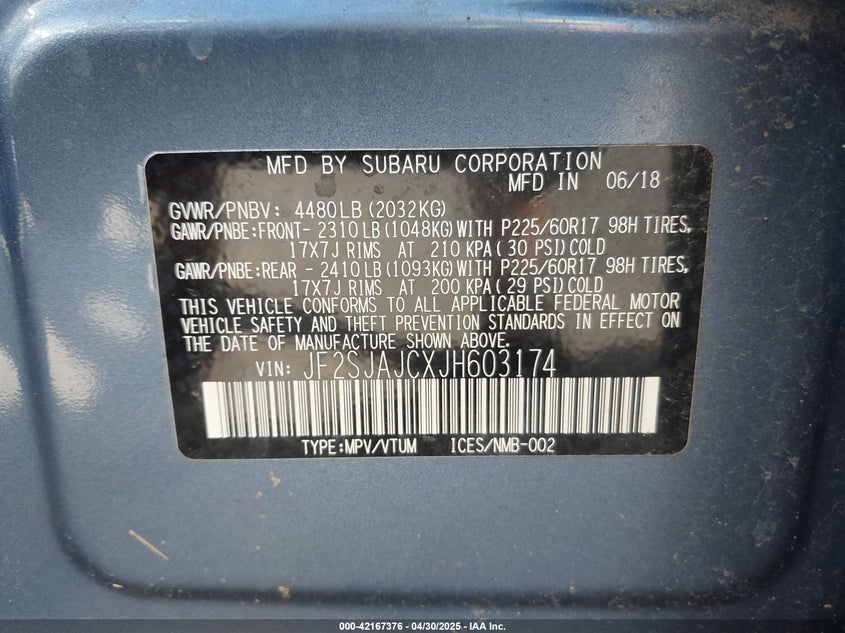 MFD BY SUBARU CORPORATION
MFD IN 06/18
GVWR/PNBV: 4480LB(2032KG)
GAWR/PNBE:FRONT- 2310LB(1048KG)WITH P225/60R17 98H TIRES,
17X7J RIMS AT 210 KPA( 30 PSI)COLD
GAWR/PNBE:REAR - 2410LB(1093KG)WITH P225/60R17 98H TIRES,
17X7J RIMS AT 200 KPA( 29 PSI)COLD
THIS VEHICLE CONFORMS TO ALL APPLICABLE FEDERAL MOTOR
VEHICLE SAFETY AND THEFT PREVENTION STANDARDS IN EFFECT ON
THE DATE OF MANUFACTURE SHOWN ABOVE.
VIN: JF2SJAJCXJH603174
TYPE:MPV/VTUM ICES/NMB-002
000-42167376 - 04/30/2025 - IAA Inc.